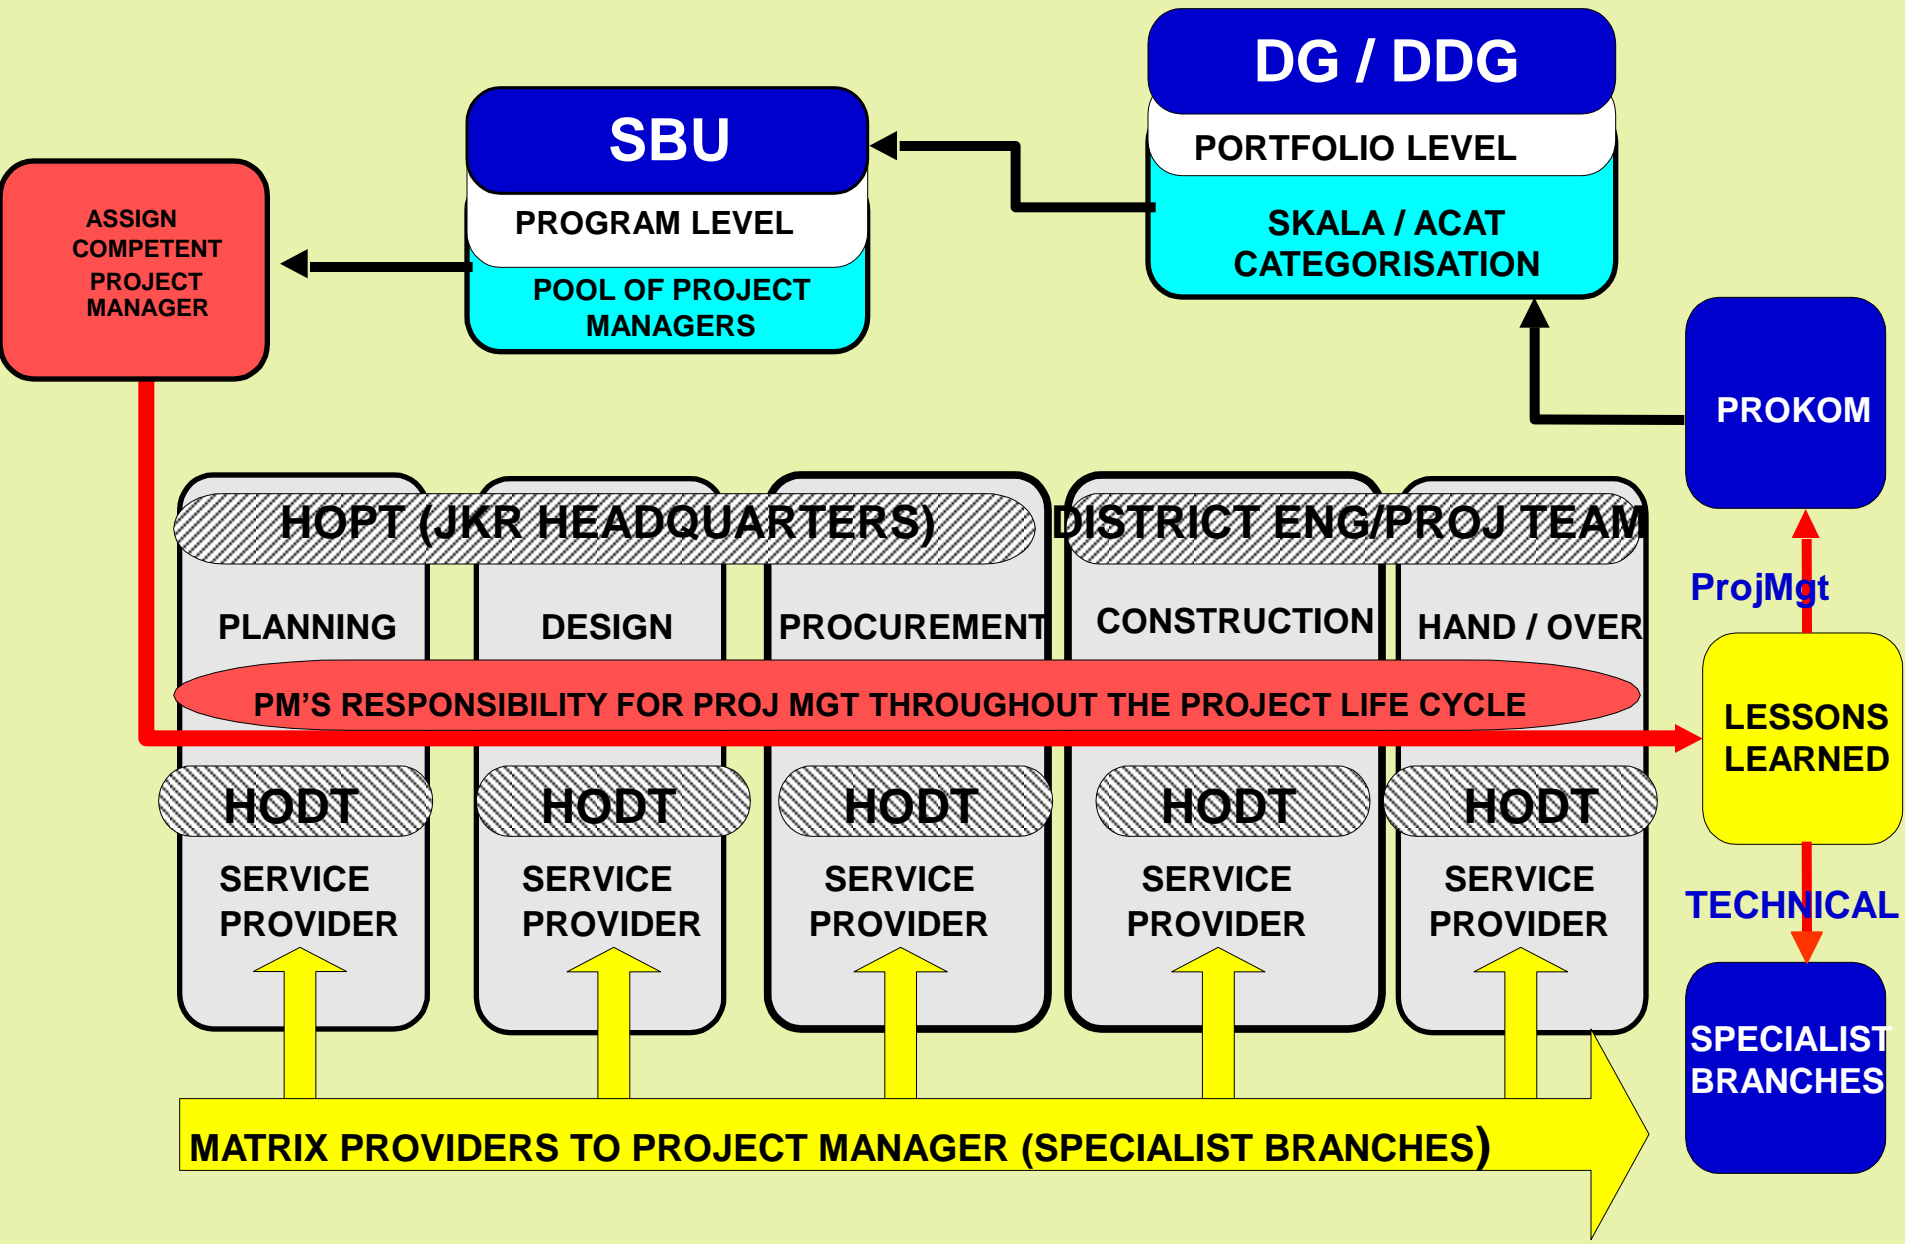 DG / DDG
PORTFOLIO LEVEL
SKALA / ACAT
CATEGORISATION
SBU
PROGRAM LEVEL
POOL OF PROJECT
MANAGERS
ASSIGN
COMPETENT
PROJECT
MANAGER
PROKOM
HOPT (JKR HEADQUARTERS)
DISTRICT ENG/PROJ TEAM
ProjMgt
PLANNING
DESIGN
PROCUREMENT
CONSTRUCTION
HAND / OVER
PM’S RESPONSIBILITY FOR PROJ MGT THROUGHOUT THE PROJECT LIFE CYCLE
LESSONS
LEARNED
HODT
HODT
HODT
HODT
HODT
SERVICE
PROVIDER
SERVICE
PROVIDER
SERVICE
PROVIDER
SERVICE
PROVIDER
SERVICE
PROVIDER
TECHNICAL
SPECIALIST
BRANCHES
MATRIX PROVIDERS TO PROJECT MANAGER (SPECIALIST BRANCHES)